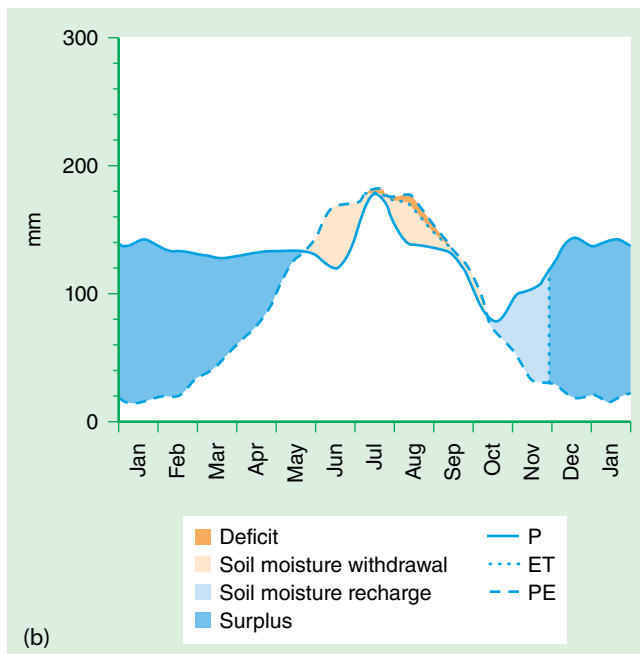 300
200
mm
100
0
Jan Feb Mar Apr May Jun Jul Aug Sep Oct Nov Dec Jan
Deficit
Soil moisture withdrawal
Soil moisture recharge
Surplus
P
ET
PE
(b)